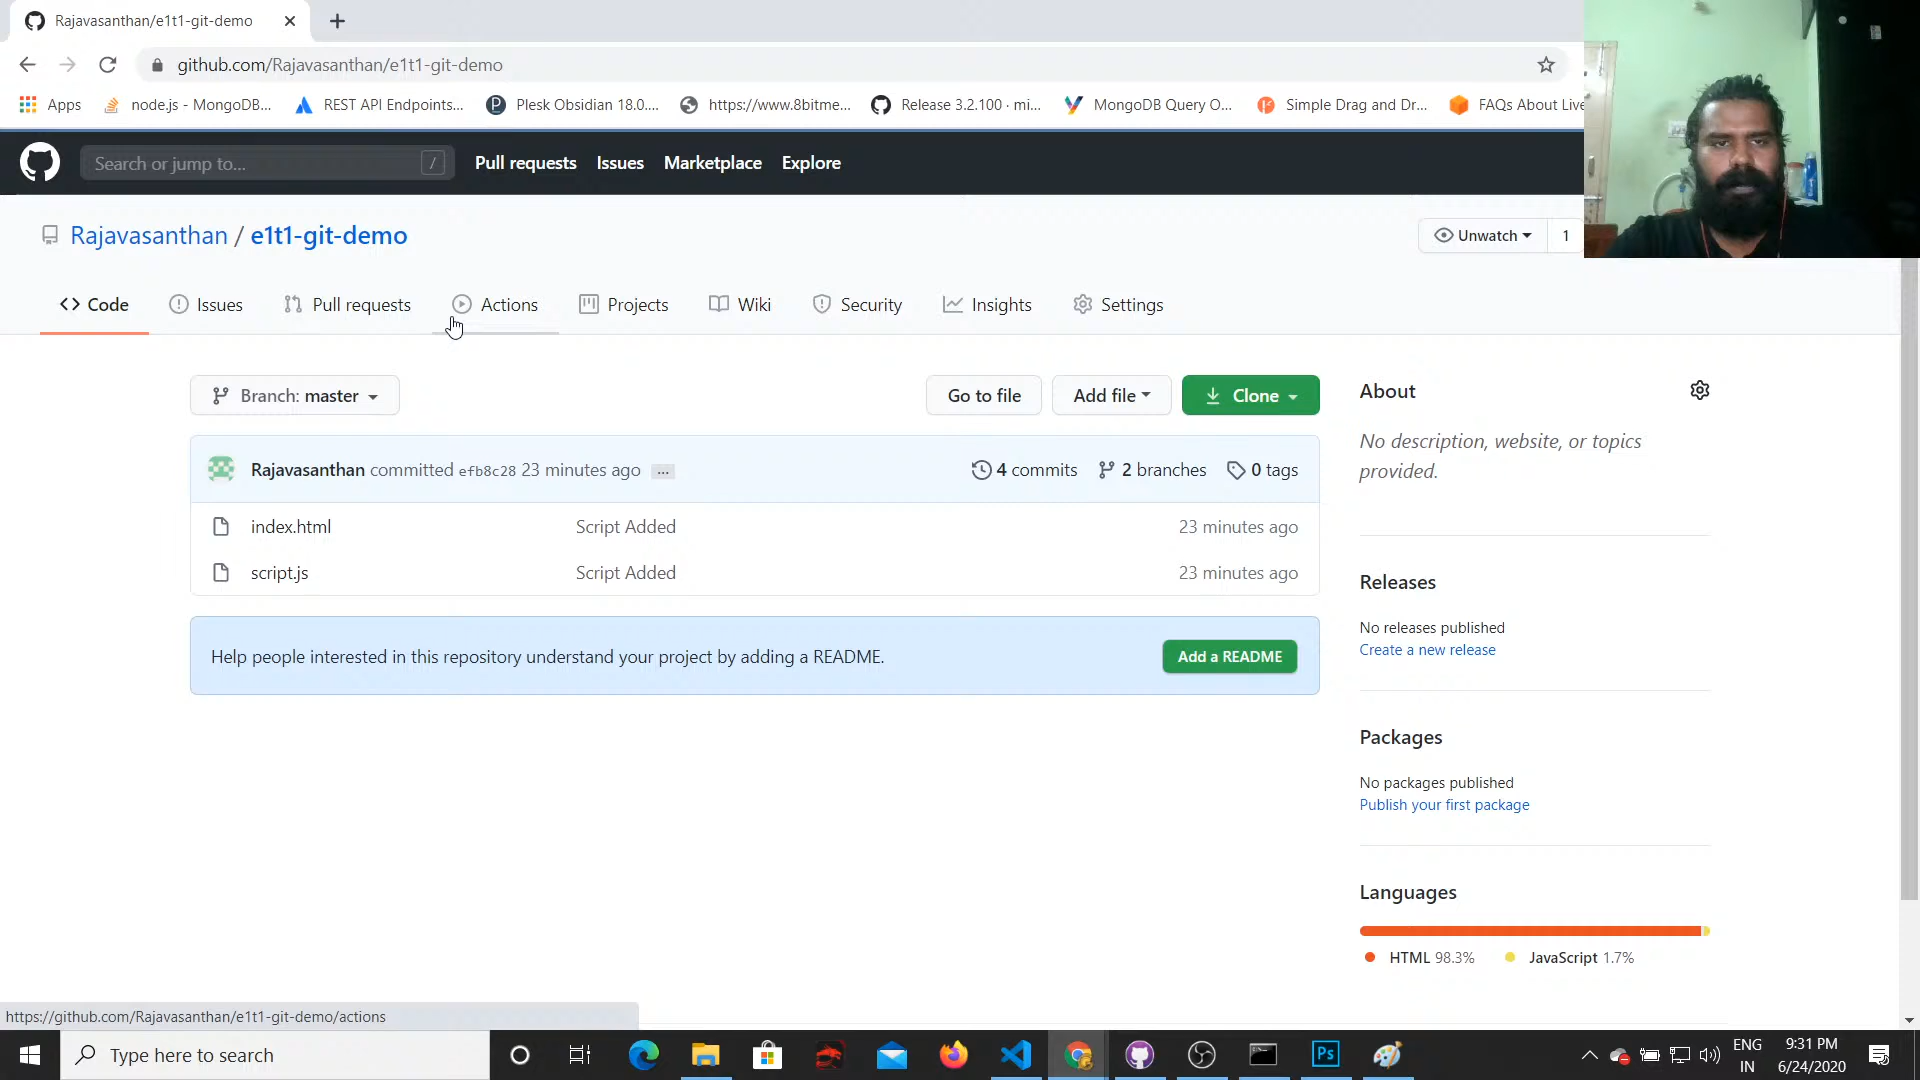 Rajavasanthan/e1t1-git-demo
github.com/Rajavasanthan/e1t1-git-demo
Apps node.js - MongoDB... REST API Endpoints... Plesk Obsidian 18.0.... https://www.8bitme... Release 3.2.100 · mi... MongoDB Query O... Simple Drag and Dr... FAQs About Live
Search or jump to... / Pull requests Issues Marketplace Explore
Rajavasanthan / e1t1-git-demo
Unwatch 1
Code Issues Pull requests Actions Projects Wiki Security Insights Settings
Branch: master Go to file Add file Clone
Rajavasanthan committed efb8c28 23 minutes ago ... 4 commits 2 branches 0 tags
index.html Script Added 23 minutes ago
script.js Script Added 23 minutes ago
Help people interested in this repository understand your project by adding a README. Add a README
About
No description, website, or topics
provided.
Releases
No releases published
Create a new release
Packages
No packages published
Publish your first package
Languages
HTML 98.3% JavaScript 1.7%
https://github.com/Rajavasanthan/e1t1-git-demo/actions
Type here to search
Ps
ENG
IN
9:31 PM
6/24/2020